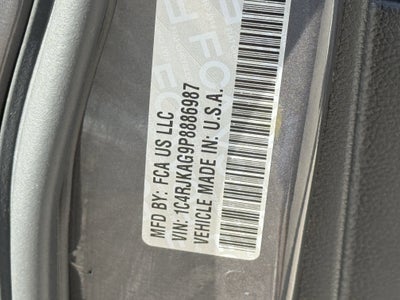 MFD BY: FCA US LLC
VIN: 1C4RJKAG9P8886987
VEHICLE MADE IN: U.S.A.